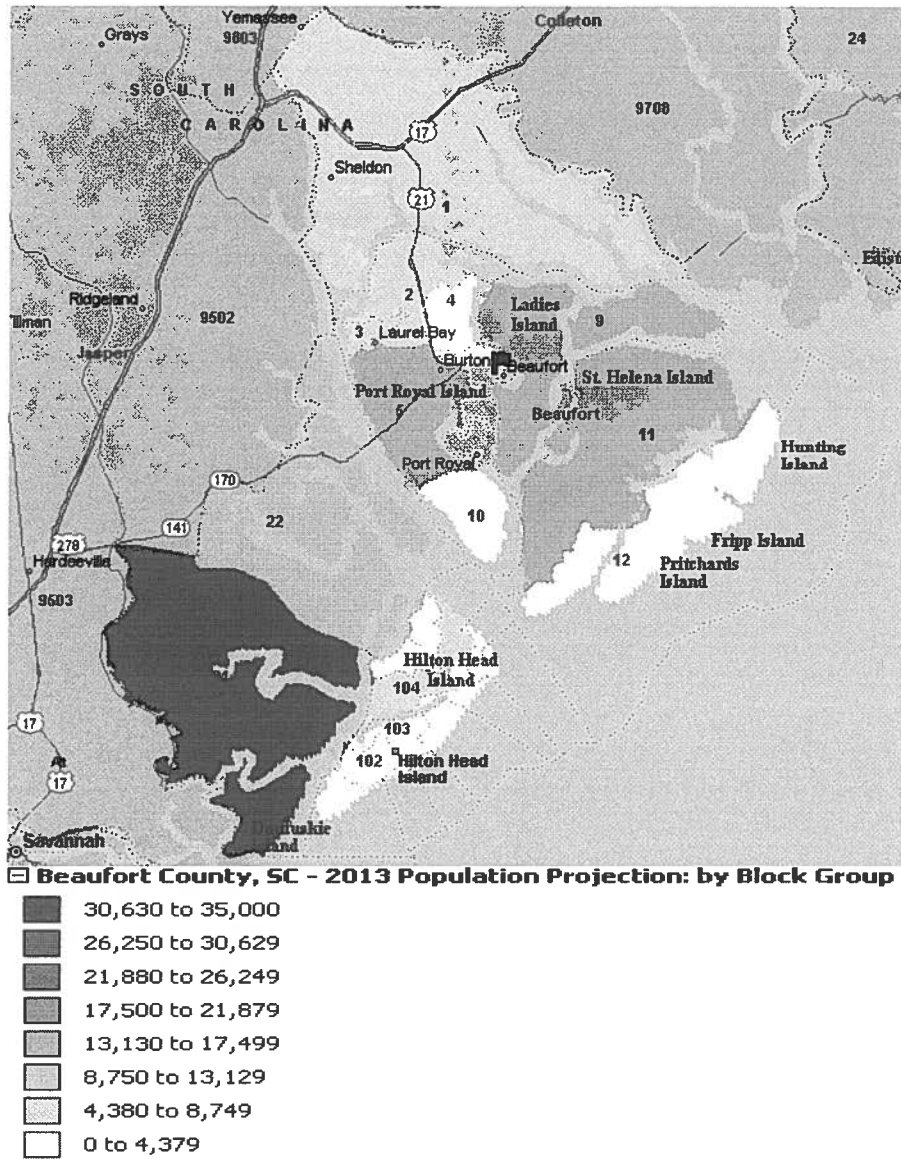 Colleton
Yemassee
Grays
9803
24
SOUTH
CAROLINA
9708
17
Sheldon
21
1
Edist
Ridgeland
9502
2
4
Ladies
Island
9
Tillman
Jasper
3
Laurel Bay
Burton
Beaufort
Port Royal Island
St. Helena Island
5
Beaufort
11
Hunting
Island
Port Royal
170
10
22
141
278
Hardeeville
Fripp Island
12
Pritchards
Island
9503
Hilton Head
Island
104
103
17
102
Hilton Head
Island
17
Savannah
⊟ Beaufort County, SC - 2013 Population Projection: by Block Group
30,630 to 35,000
26,250 to 30,629
21,880 to 26,249
17,500 to 21,879
13,130 to 17,499
8,750 to 13,129
4,380 to 8,749
0 to 4,379